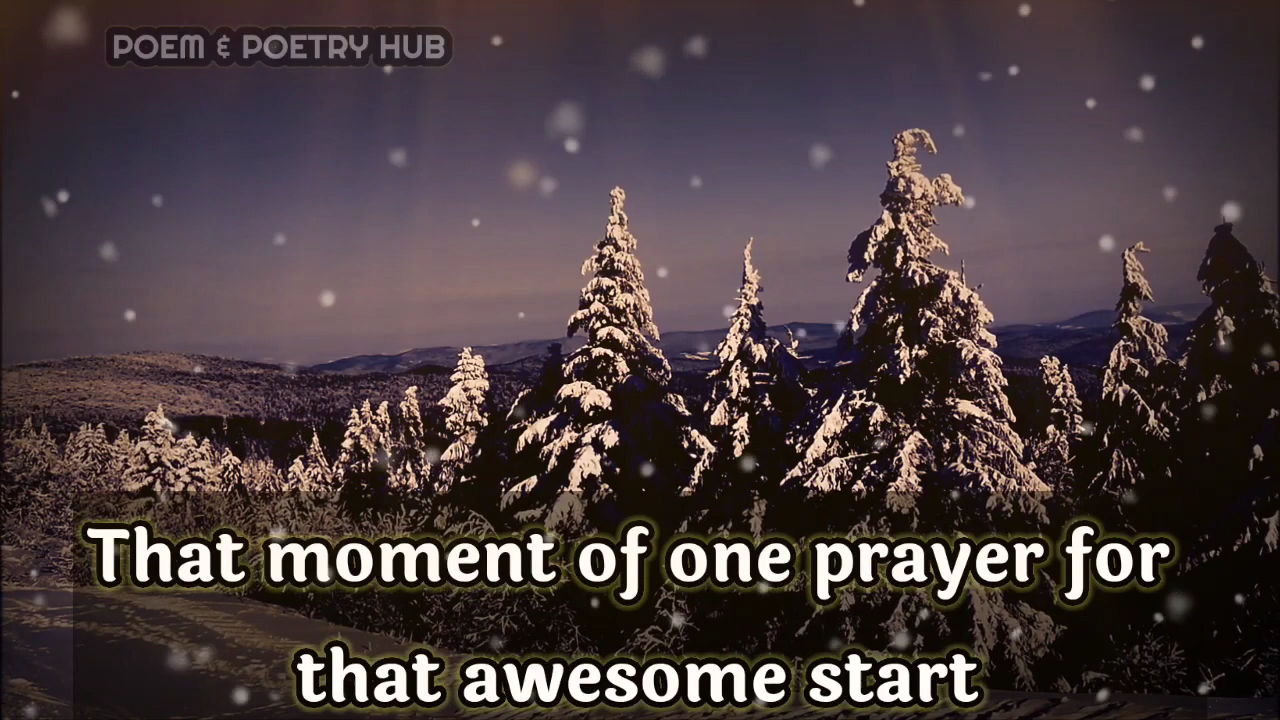 POEM & POETRY HUB
That moment of one prayer for
that awesome start